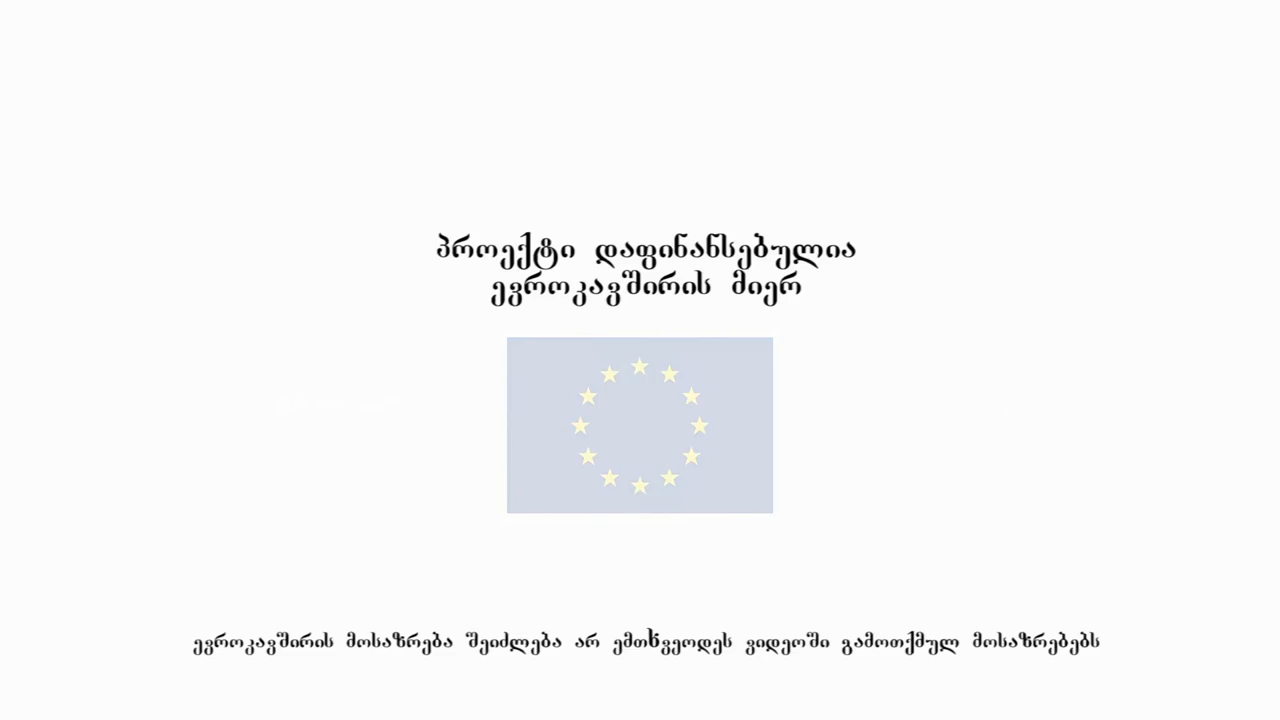 პროექტი დაფინანსებულია
ევროკავშირის მიერ
ევროკავშირის მოსაზრება შეიძლება არ ემთხვეოდეს ვიდეოში გამოთქმულ მოსაზრებებს